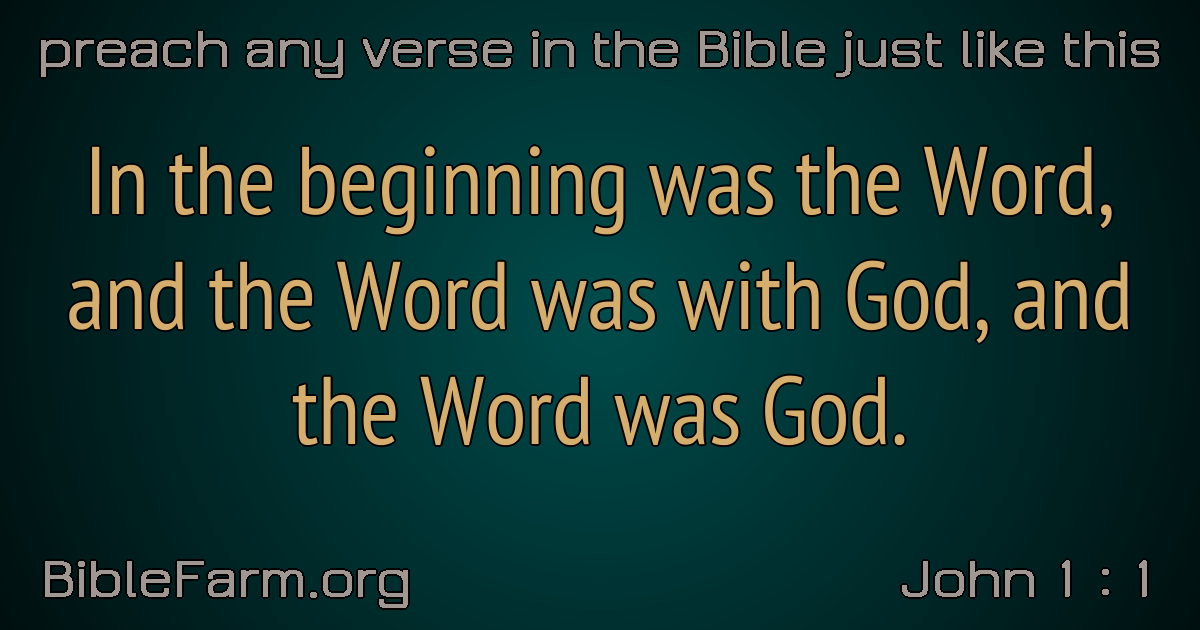 preach any verse in the Bible just like this
In the beginning was the Word,
and the Word was with God, and
the Word was God.
BibleFarm.org
John 1 : 1